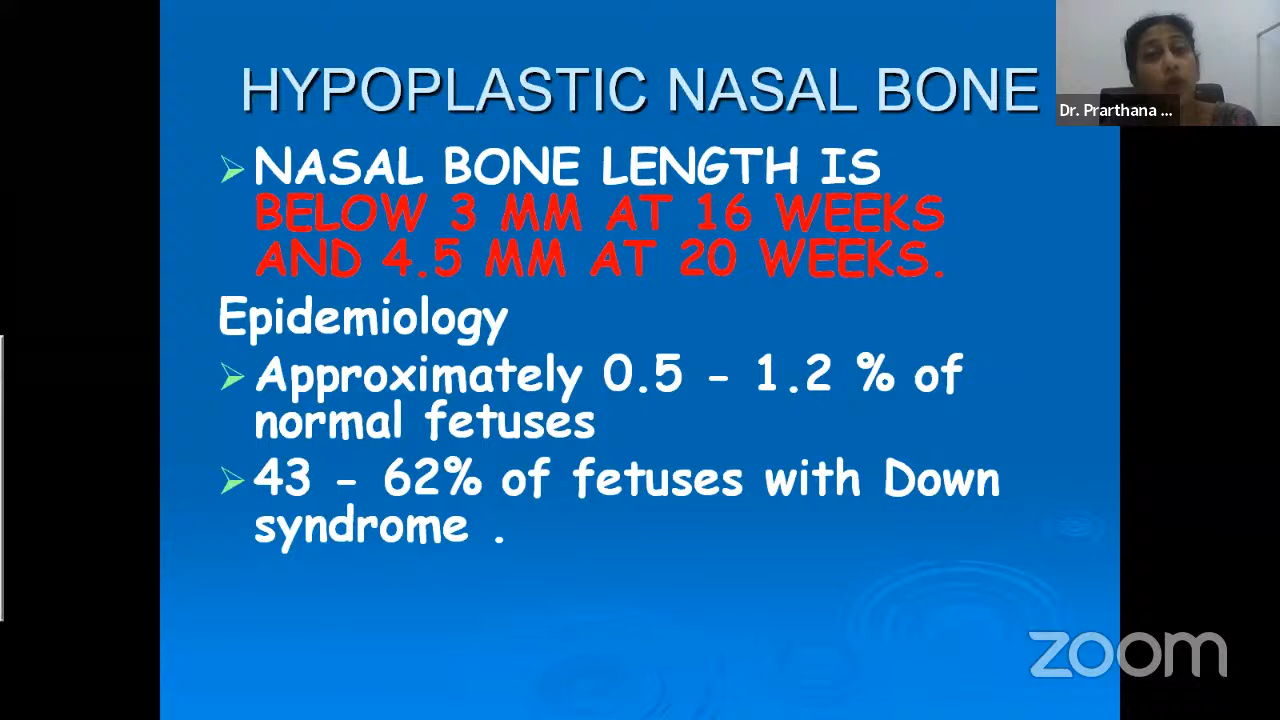 HYPOPLASTIC NASAL BONE
Dr. Prarthana ...
NASAL BONE LENGTH IS
BELOW 3 MM AT 16 WEEKS
AND 4.5 MM AT 20 WEEKS.
Epidemiology
Approximately 0.5 - 1.2 % of
normal fetuses
43 - 62% of fetuses with Down
syndrome .
zoom